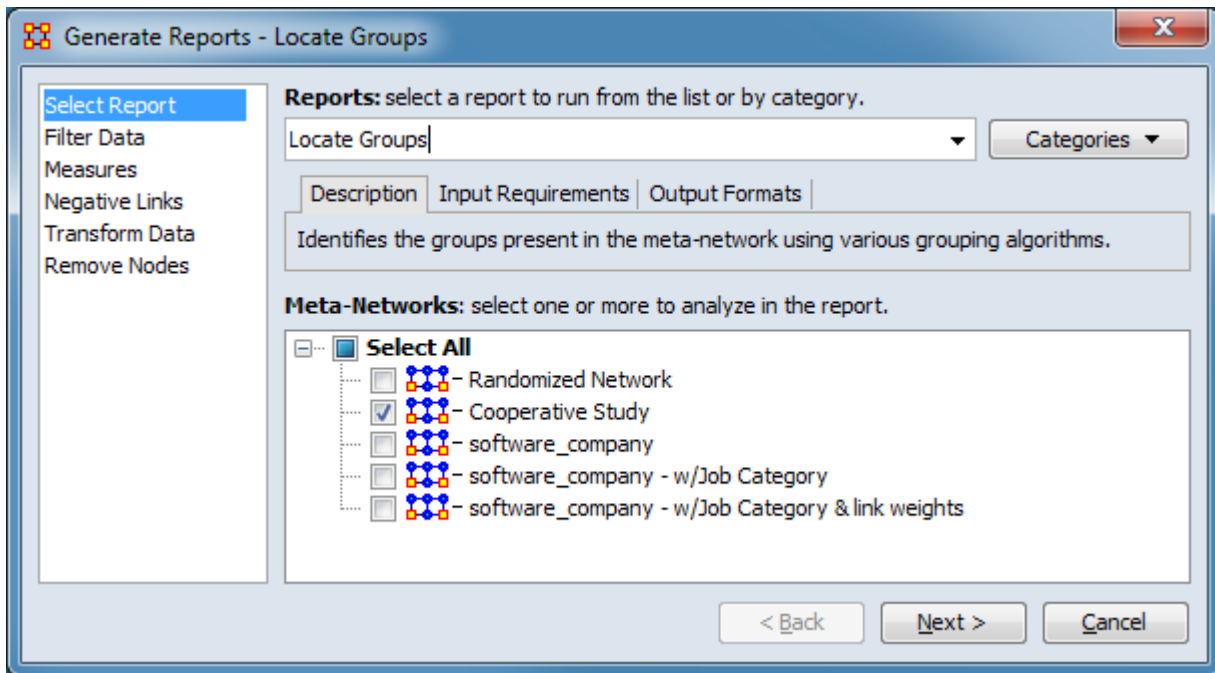 Generate Reports - Locate Groups
Select Report
Filter Data
Measures
Negative Links
Transform Data
Remove Nodes
Reports: select a report to run from the list or by category.
Locate Groups
Categories
Description
Input Requirements
Output Formats
Identifies the groups present in the meta-network using various grouping algorithms.
Meta-Networks: select one or more to analyze in the report.
Select All
- Randomized Network
- Cooperative Study
- software_company
- software_company - w/Job Category
- software_company - w/Job Category & link weights
< Back
Next >
Cancel